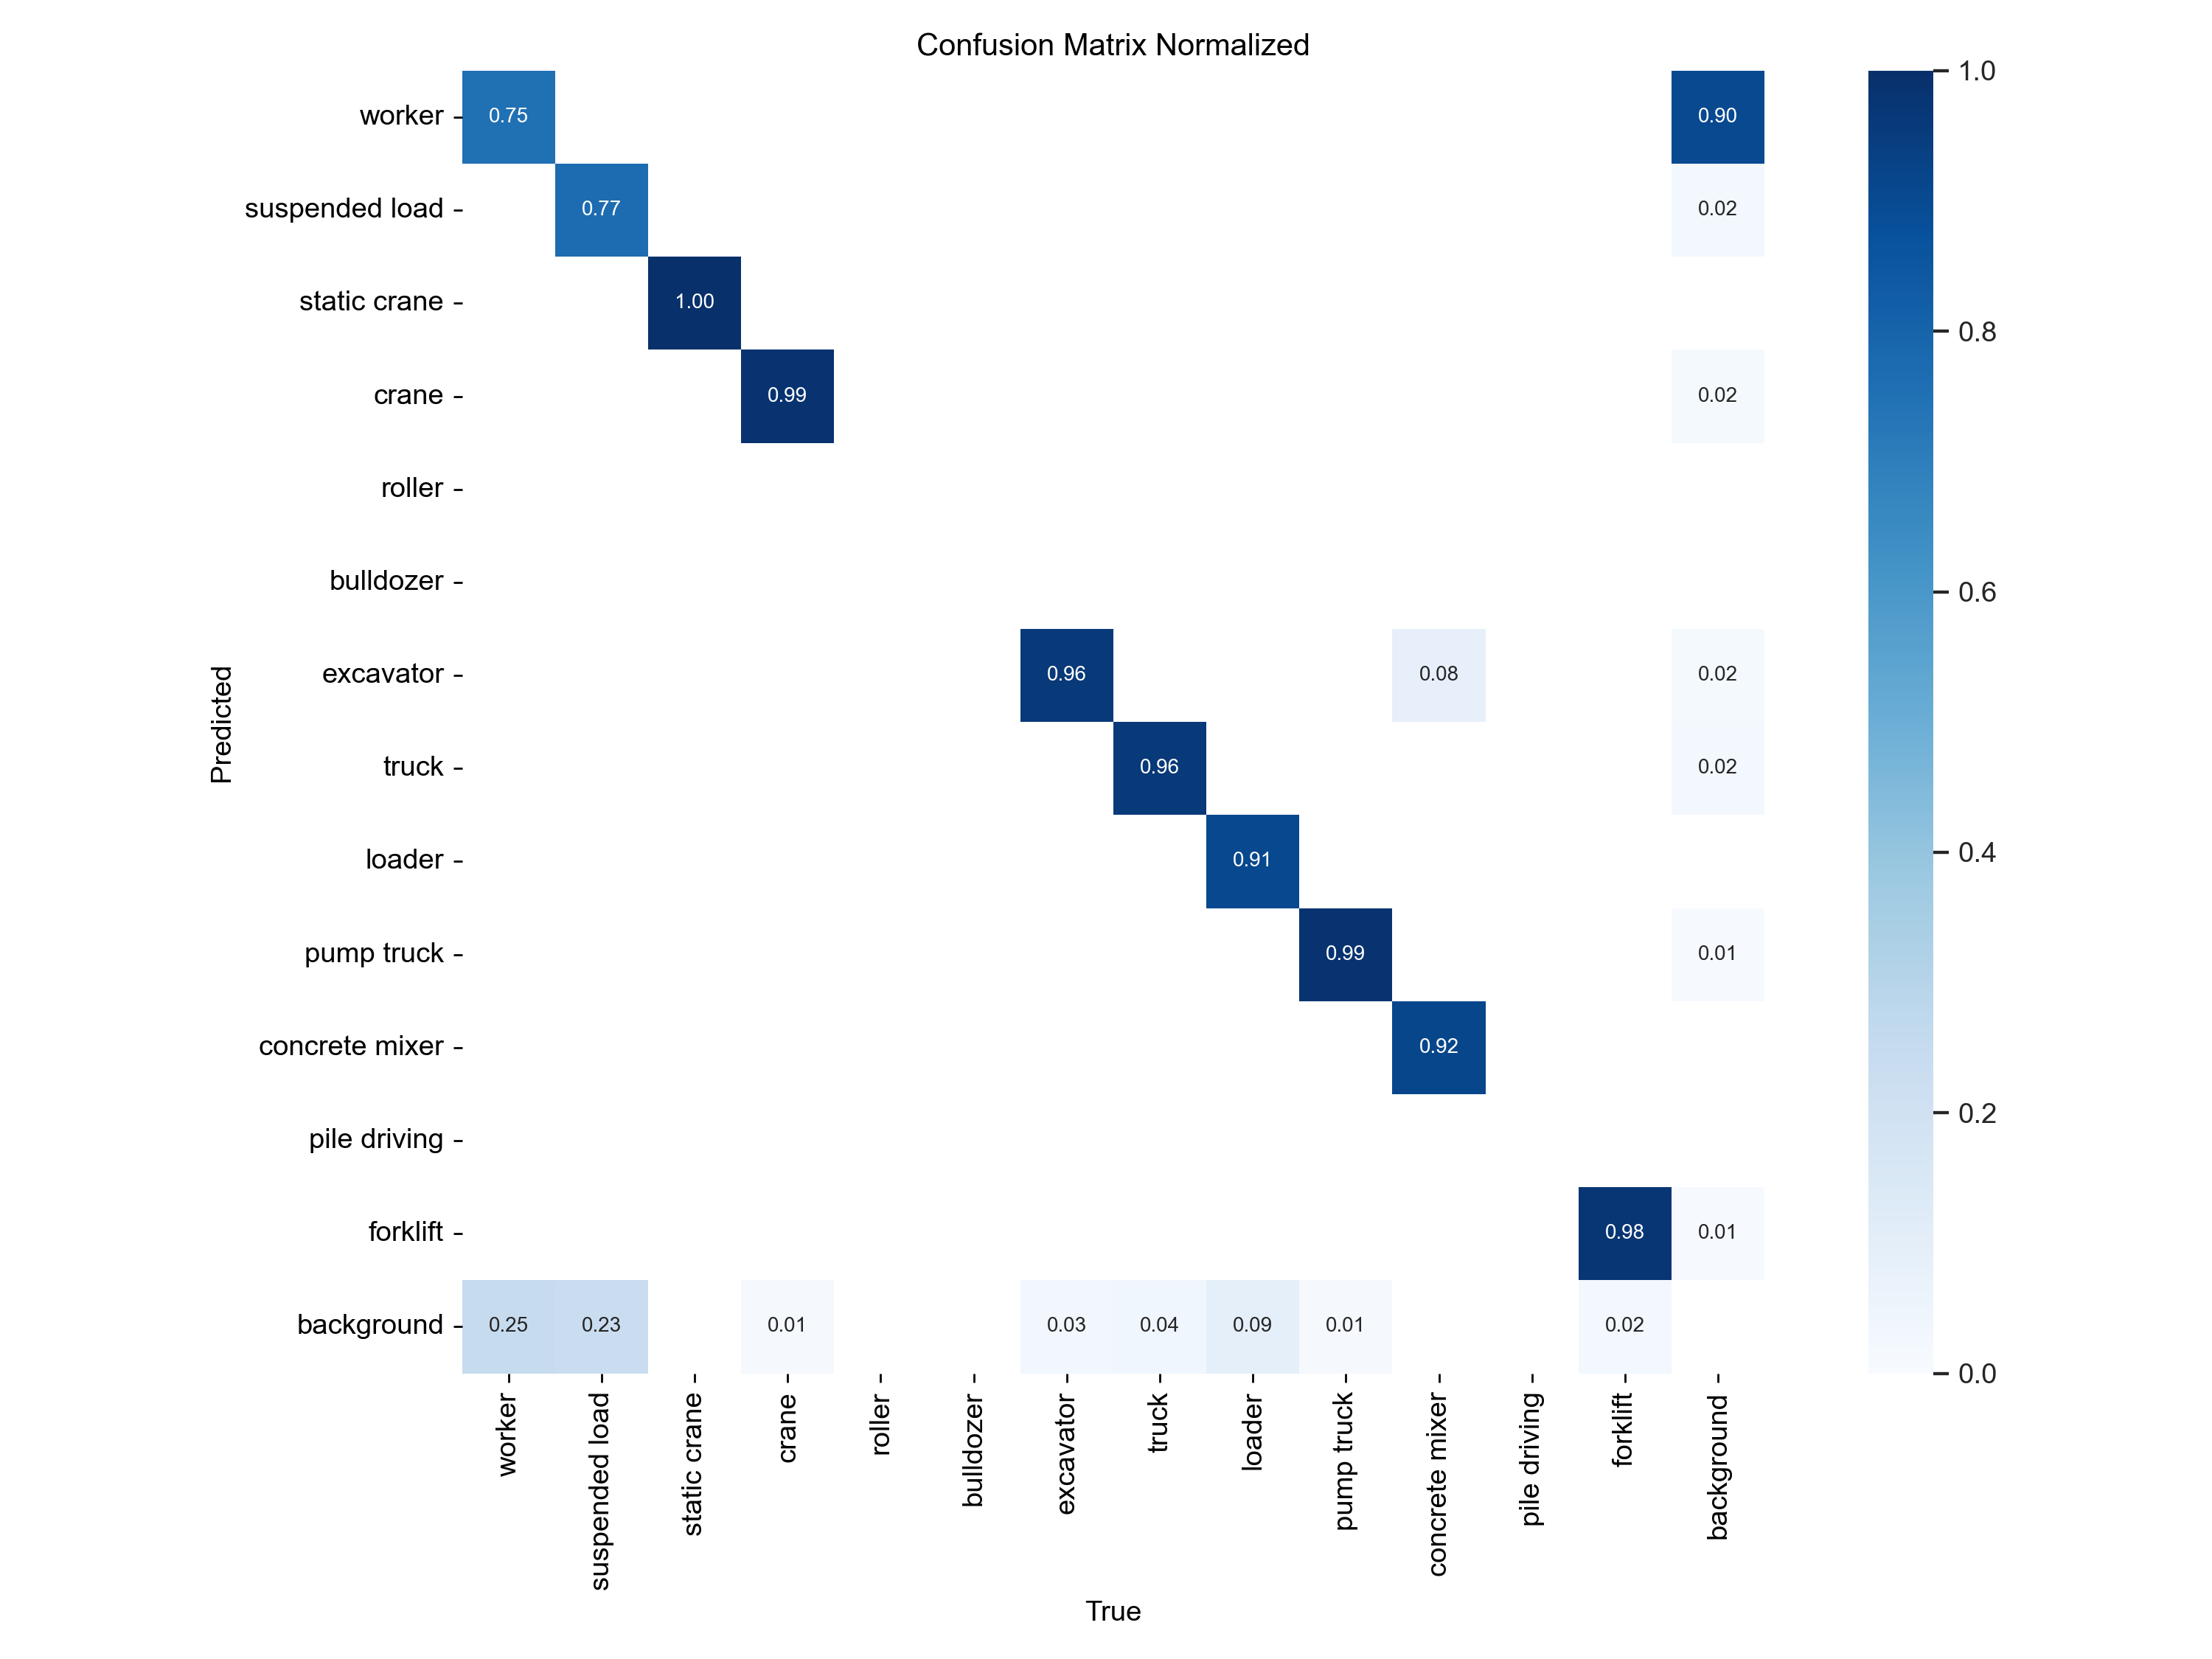 Confusion Matrix Normalized
worker 0.75 0.90
suspended load 0.77 0.02
static crane 1.00
crane 0.99 0.02
roller
bulldozer
excavator 0.96 0.08 0.02
truck 0.96 0.02
loader 0.91
pump truck 0.99 0.01
concrete mixer 0.92
pile driving
forklift 0.98 0.01
background 0.25 0.23 0.01 0.03 0.04 0.09 0.01 0.02
Predicted
worker
suspended load
static crane
crane
roller
bulldozer
excavator
truck
loader
pump truck
concrete mixer
pile driving
forklift
background
True
1.0
0.8
0.6
0.4
0.2
0.0